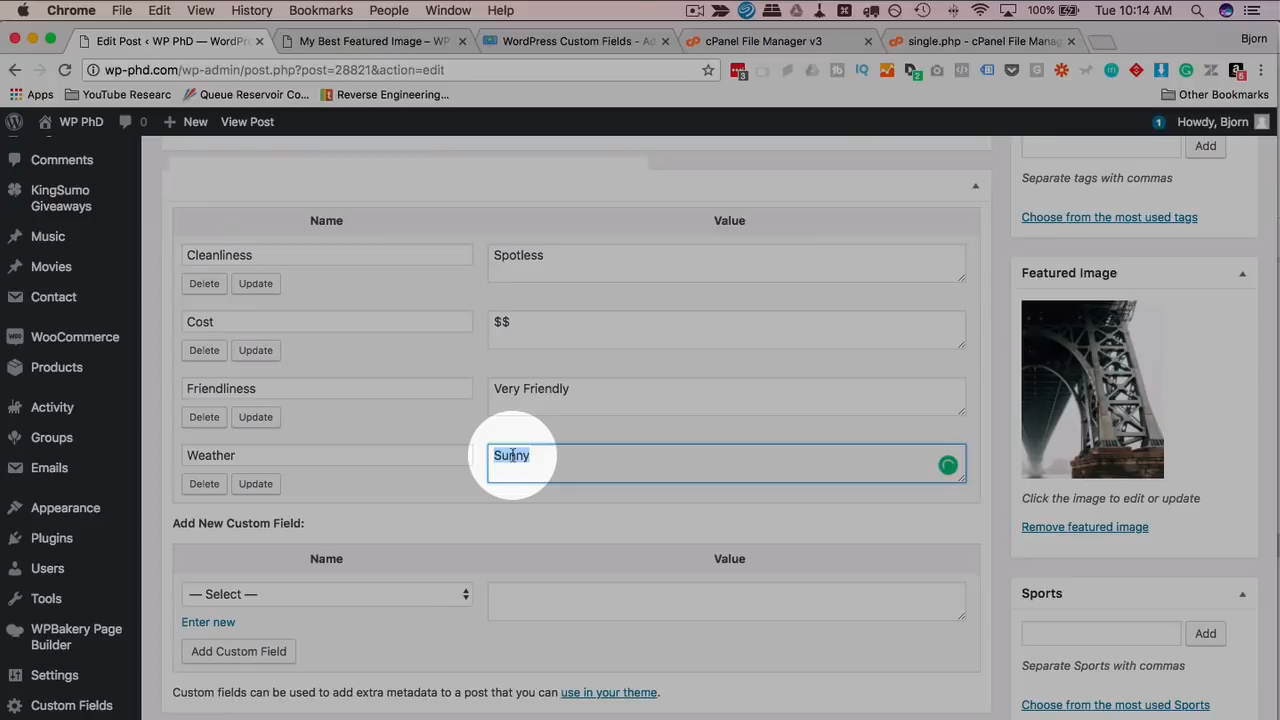 Chrome File Edit View History Bookmarks People Window Help 100% Tue 10:14 AM
Edit Post ‹ WP PhD — WordPr My Best Featured Image – WP WordPress Custom Fields - Ad cPanel File Manager v3 single.php - cPanel File Mana Bjorn
wp-phd.com/wp-admin/post.php?post=28821&action=edit
Apps YouTube Researc Queue Reservoir Co... Reverse Engineering... Other Bookmarks
WP PhD 0 New View Post 1 Howdy, Bjorn
Comments
KingSumo
Giveaways
Music
Movies
Contact
WooCommerce
Products
Activity
Groups
Emails
Appearance
Plugins
Users
Tools
WPBakery Page
Builder
Settings
Custom Fields
Name Value
Cleanliness Spotless
Delete Update
Cost $$
Delete Update
Friendliness Very Friendly
Delete Update
Weather Sunny
Delete Update
Add New Custom Field:
Name Value
— Select —
Enter new
Add Custom Field
Custom fields can be used to add extra metadata to a post that you can use in your theme.
Add
Separate tags with commas
Choose from the most used tags
Featured Image
Click the image to edit or update
Remove featured image
Sports
Add
Separate Sports with commas
Choose from the most used Sports